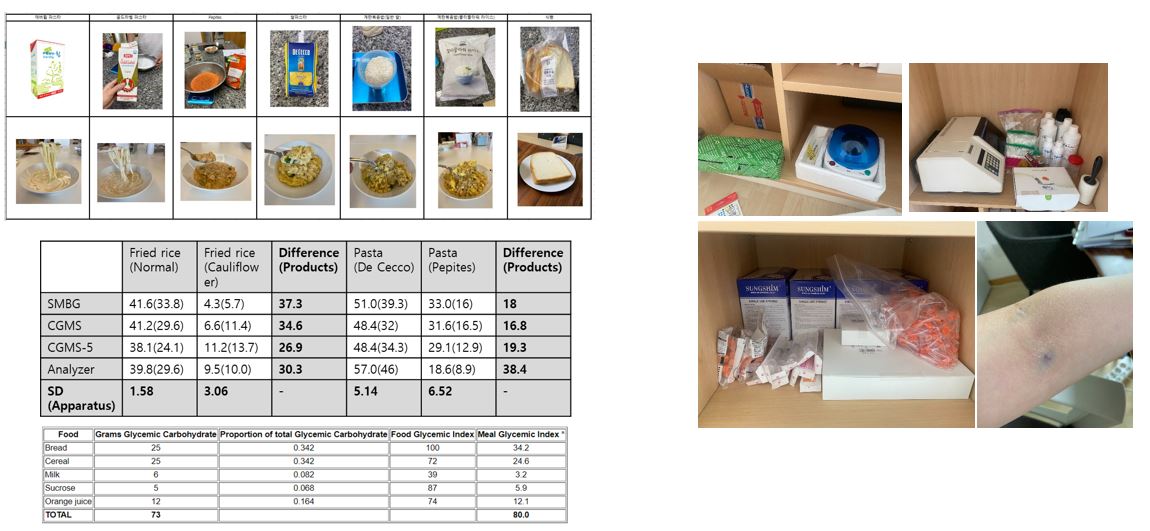 귀리밀 파스타
골드라벨 파스타
Pepites
쌀파스타
계란볶음밥(일반 쌀)
계란볶음밥(콜리플라워 라이스)
식빵
DE CECCO
Fried rice (Normal)
Fried rice (Cauliflower)
Difference (Products)
Pasta (De Cecco)
Pasta (Pepites)
Difference (Products)
SMBG 41.6(33.8) 4.3(5.7) 37.3 51.0(39.3) 33.0(16) 18
CGMS 41.2(29.6) 6.6(11.4) 34.6 48.4(32) 31.6(16.5) 16.8
CGMS-5 38.1(24.1) 11.2(13.7) 26.9 48.4(34.3) 29.1(12.9) 19.3
Analyzer 39.8(29.6) 9.5(10.0) 30.3 57.0(46) 18.6(8.9) 38.4
SD (Apparatus) 1.58 3.06 - 5.14 6.52 -
Food Grams Glycemic Carbohydrate Proportion of total Glycemic Carbohydrate Food Glycemic Index Meal Glycemic Index *
Bread 25 0.342 100 34.2
Cereal 25 0.342 72 24.6
Milk 6 0.082 39 3.2
Sucrose 5 0.068 87 5.9
Orange juice 12 0.164 74 12.1
TOTAL 73 80.0
SUNGSHIM
SUNGSHIM